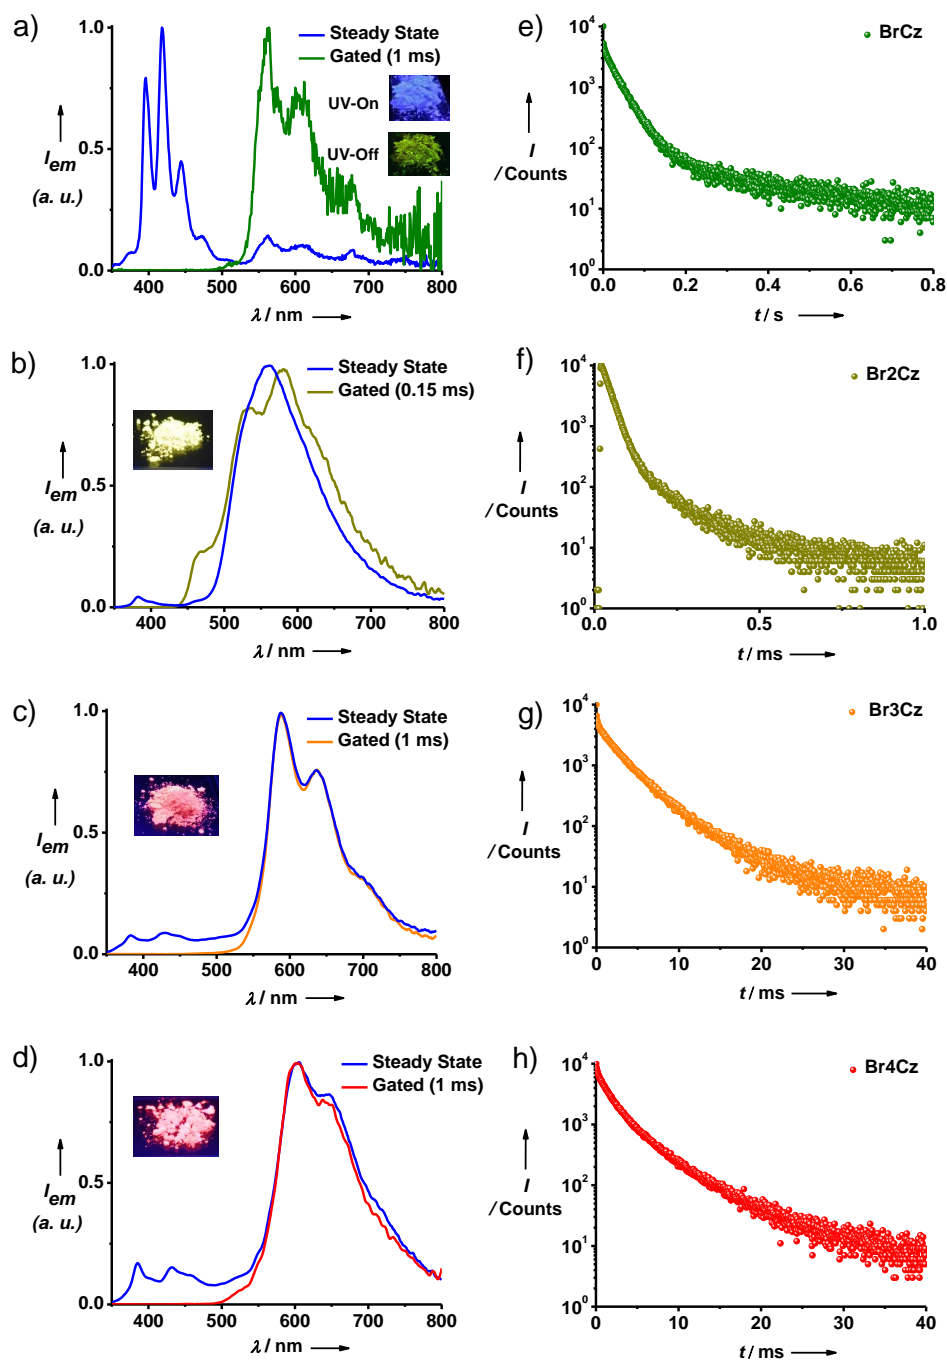 a)
Steady State
Gated (1 ms)
UV-On
UV-Off
1.0
0.5
0.0
I_em
(a. u.)
400 500 600 700 800
λ / nm
e)
BrCz
10⁴
10³
10²
10¹
10⁰
I
/ Counts
0.0 0.2 0.4 0.6 0.8
t / s
b)
Steady State
Gated (0.15 ms)
1.0
0.5
0.0
I_em
(a. u.)
400 500 600 700 800
λ / nm
f)
Br2Cz
10⁴
10³
10²
10¹
10⁰
I
/ Counts
0.0 0.5 1.0
t / ms
c)
Steady State
Gated (1 ms)
1.0
0.5
0.0
I_em
(a. u.)
400 500 600 700 800
λ / nm
g)
Br3Cz
10⁴
10³
10²
10¹
10⁰
I
/ Counts
0 10 20 30 40
t / ms
d)
Steady State
Gated (1 ms)
1.0
0.5
0.0
I_em
(a. u.)
400 500 600 700 800
λ / nm
h)
Br4Cz
10⁴
10³
10²
10¹
10⁰
I
/ Counts
0 10 20 30 40
t / ms